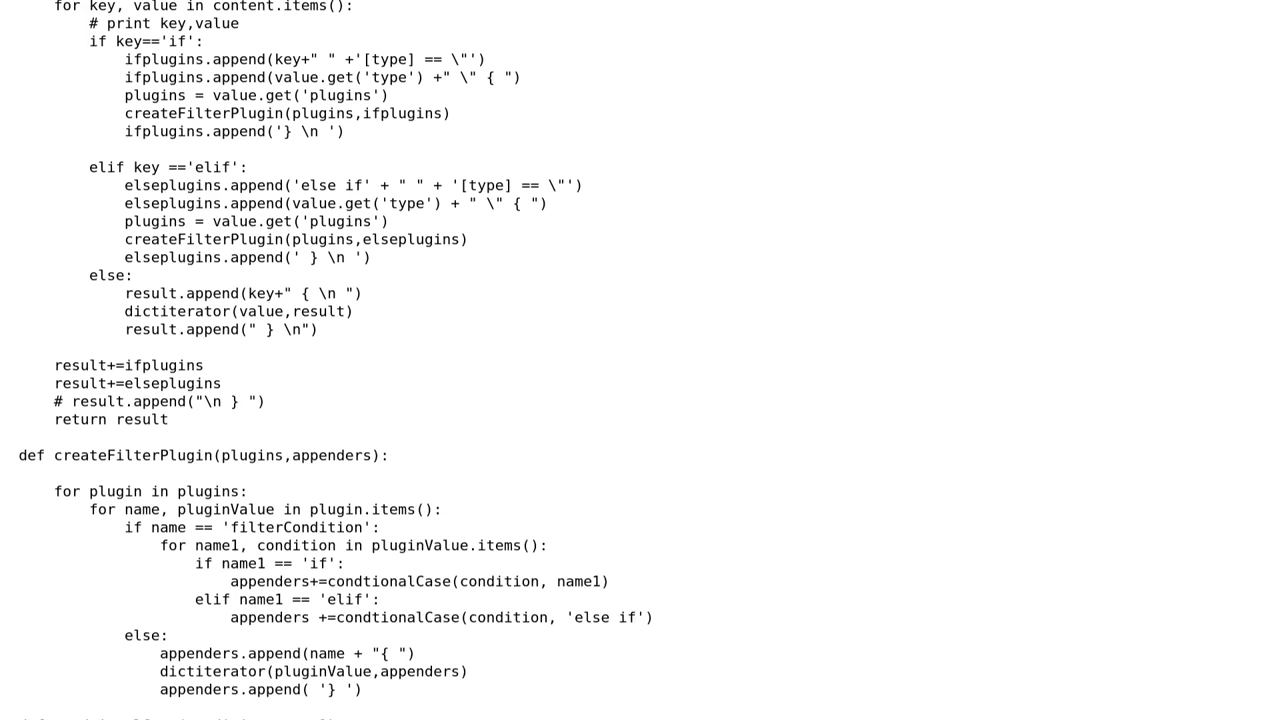 for key, value in content.items():
# print key,value
if key=='if':
ifplugins.append(key+" " +'[type] == \"')
ifplugins.append(value.get('type') +" \" { ")
plugins = value.get('plugins')
createFilterPlugin(plugins,ifplugins)
ifplugins.append('} \n ')
elif key =='elif':
elseplugins.append('else if' + " " + '[type] == \"')
elseplugins.append(value.get('type') + " \" { ")
plugins = value.get('plugins')
createFilterPlugin(plugins,elseplugins)
elseplugins.append(' } \n ')
else:
result.append(key+" { \n ")
dictiterator(value,result)
result.append(" } \n")
result+=ifplugins
result+=elseplugins
# result.append("\n } ")
return result
def createFilterPlugin(plugins,appenders):
for plugin in plugins:
for name, pluginValue in plugin.items():
if name == 'filterCondition':
for name1, condition in pluginValue.items():
if name1 == 'if':
appenders+=condtionalCase(condition, name1)
elif name1 == 'elif':
appenders +=condtionalCase(condition, 'else if')
else:
appenders.append(name + "{ ")
dictiterator(pluginValue,appenders)
appenders.append( '} ')